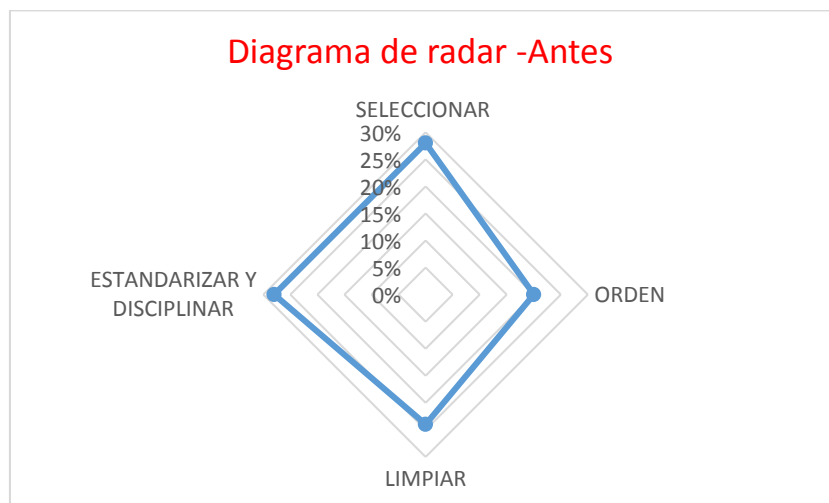 Diagrama de radar -Antes
SELECCIONAR
30%
25%
20%
15%
10%
5%
0%
ESTANDARIZAR Y
DISCIPLINAR
ORDEN
LIMPIAR